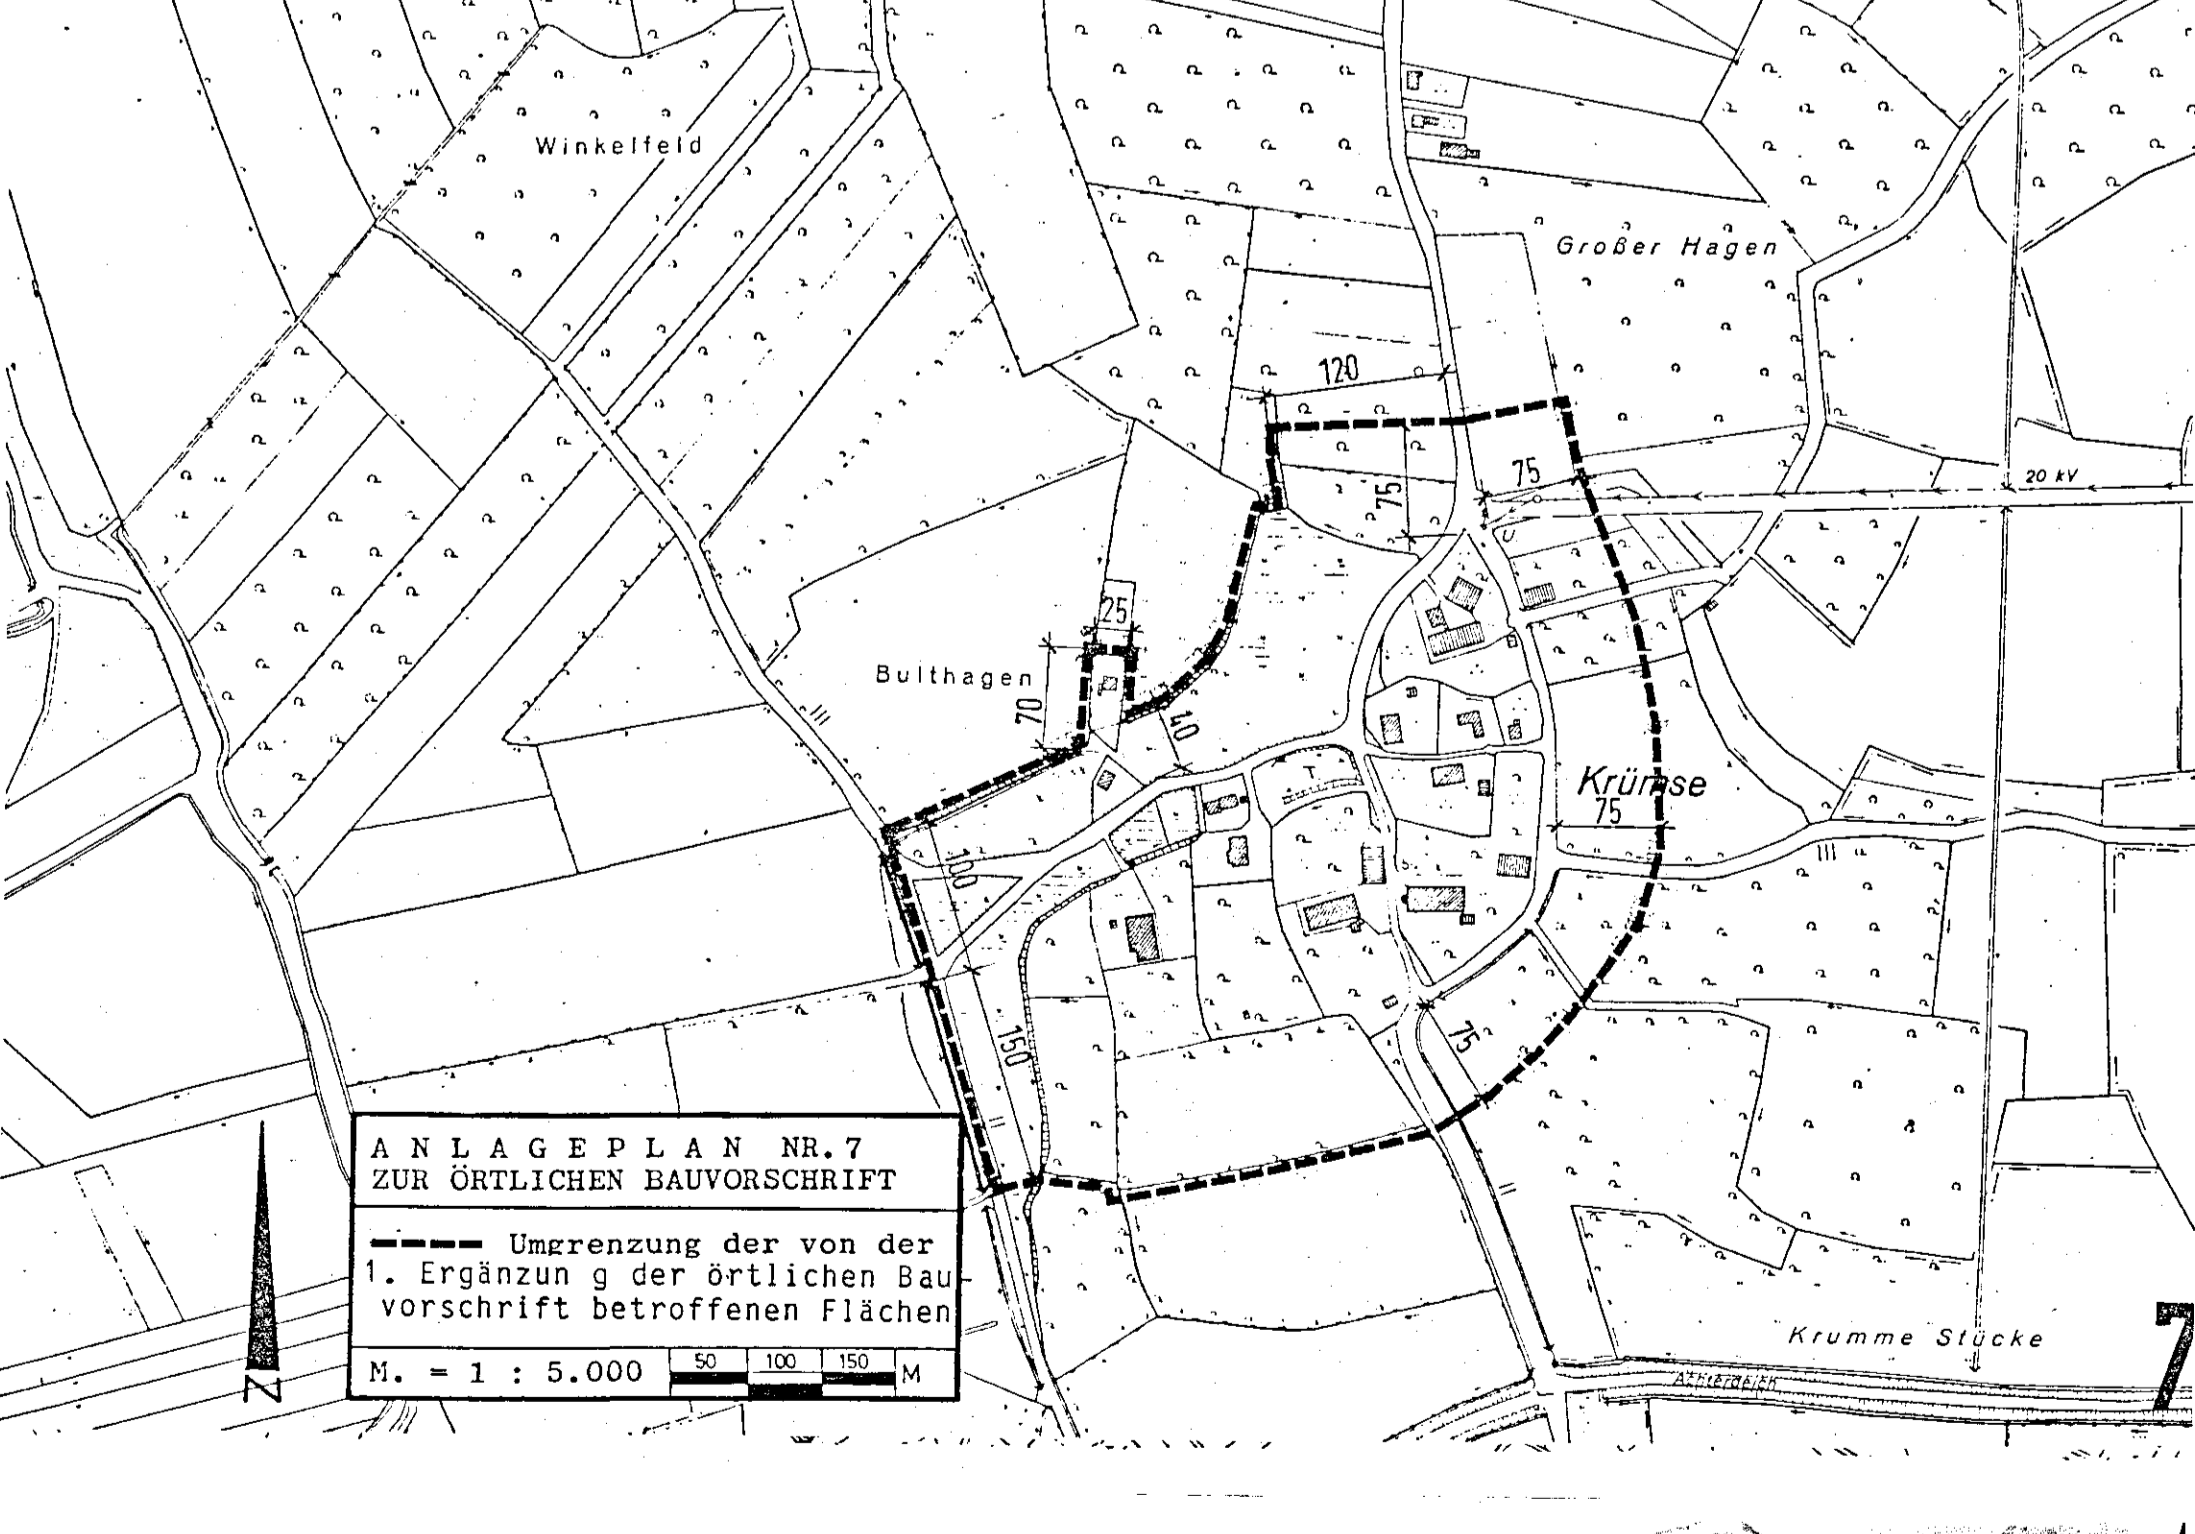 Winkelfeld
Großer Hagen
120
75
75
20 KV
25
Bulthagen
70
40
Krümse
75
100
150
75
A N L A G E P L A N   NR. 7
ZUR ÖRTLICHEN BAUVORSCHRIFT
Umgrenzung der von der
1. Ergänzun g der örtlichen Bau-
vorschrift betroffenen Flächen
M. = 1 : 5.000   50   100   150   M
N
Krumme Stücke
Achterdeich
7